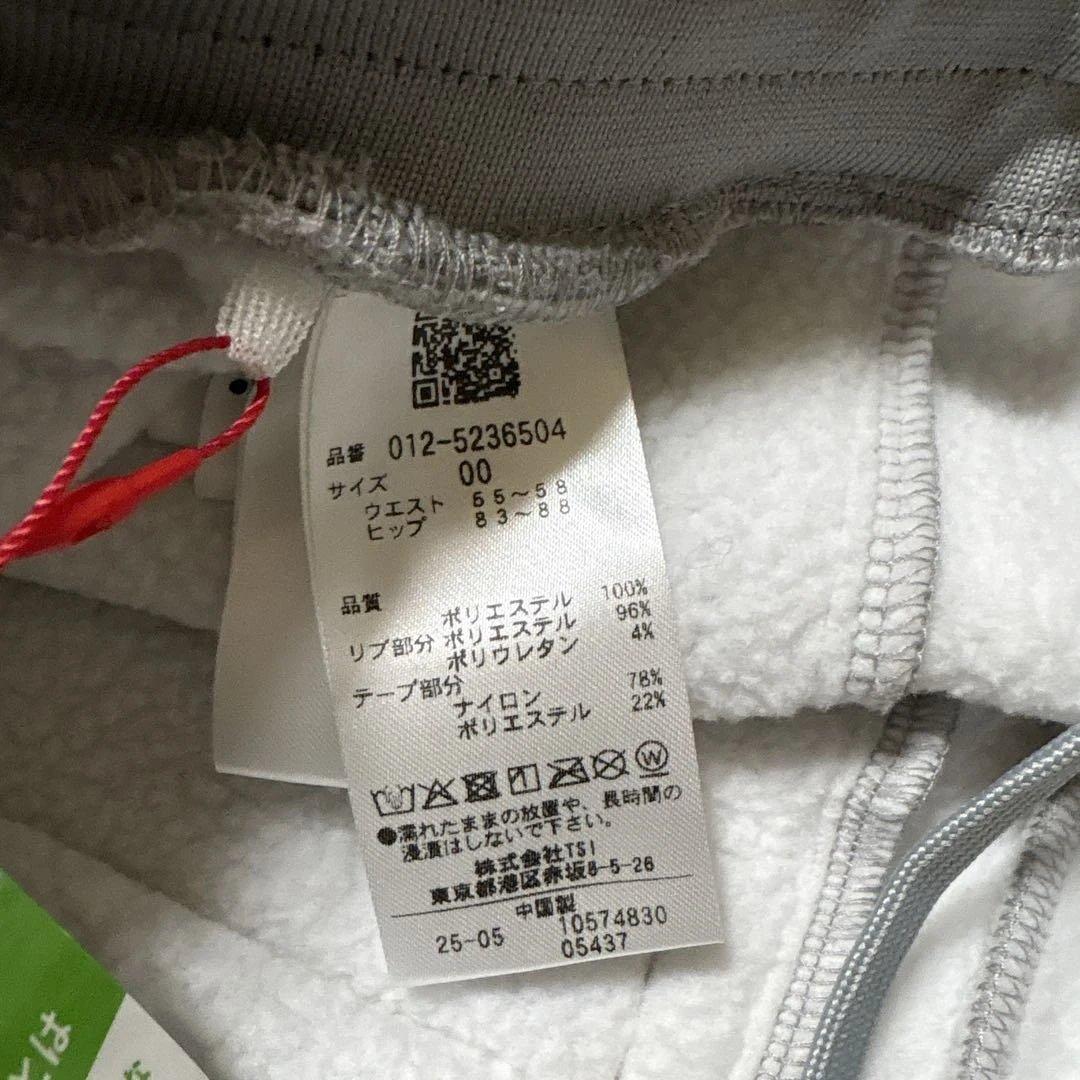 品番 012-5236504
サイズ 00
ウエスト 55～58
ヒップ 83～88
品質 ポリエステル 100%
リブ部分 ポリエステル 96%
ポリウレタン 4%
テープ部分
ナイロン 78%
ポリエステル 22%
W
●濡れたままの放置や、長時間の
浸漬はしないで下さい。
株式会社TSI
東京都港区赤坂8-5-26
中国製
25-05 10574830
05437
とは
な